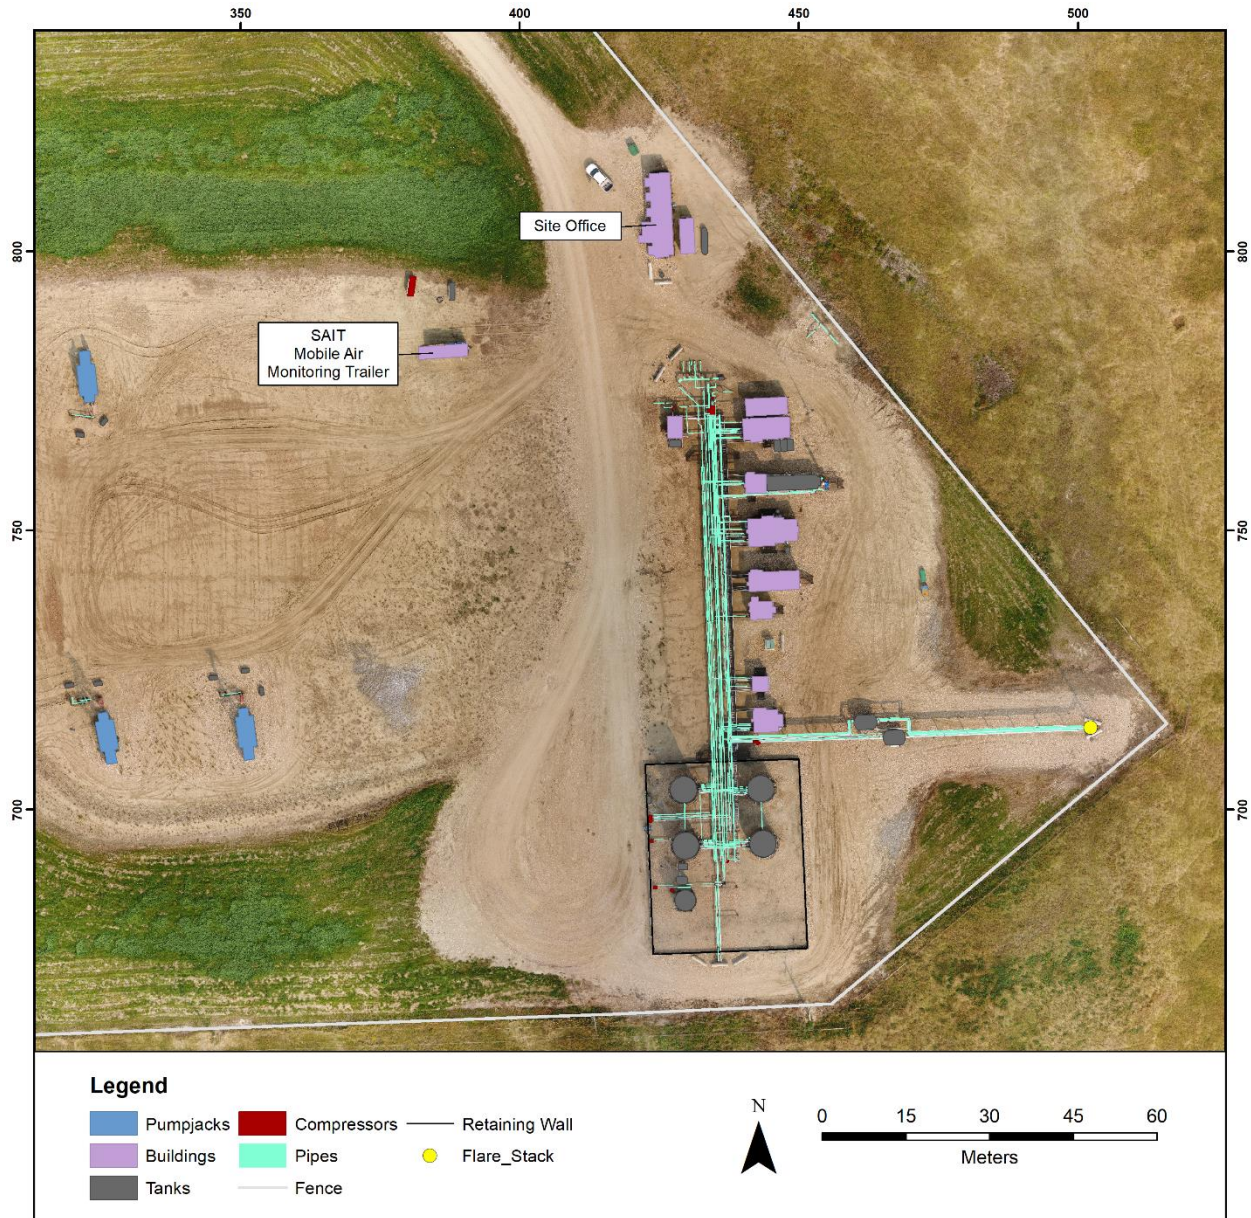 350 400 450 500
800 800
Site Office
SAIT
Mobile Air
Monitoring Trailer
750 750
700 700
Legend
Pumpjacks Compressors Retaining Wall
Buildings Pipes Flare_Stack
Tanks Fence
N
0 15 30 45 60
Meters